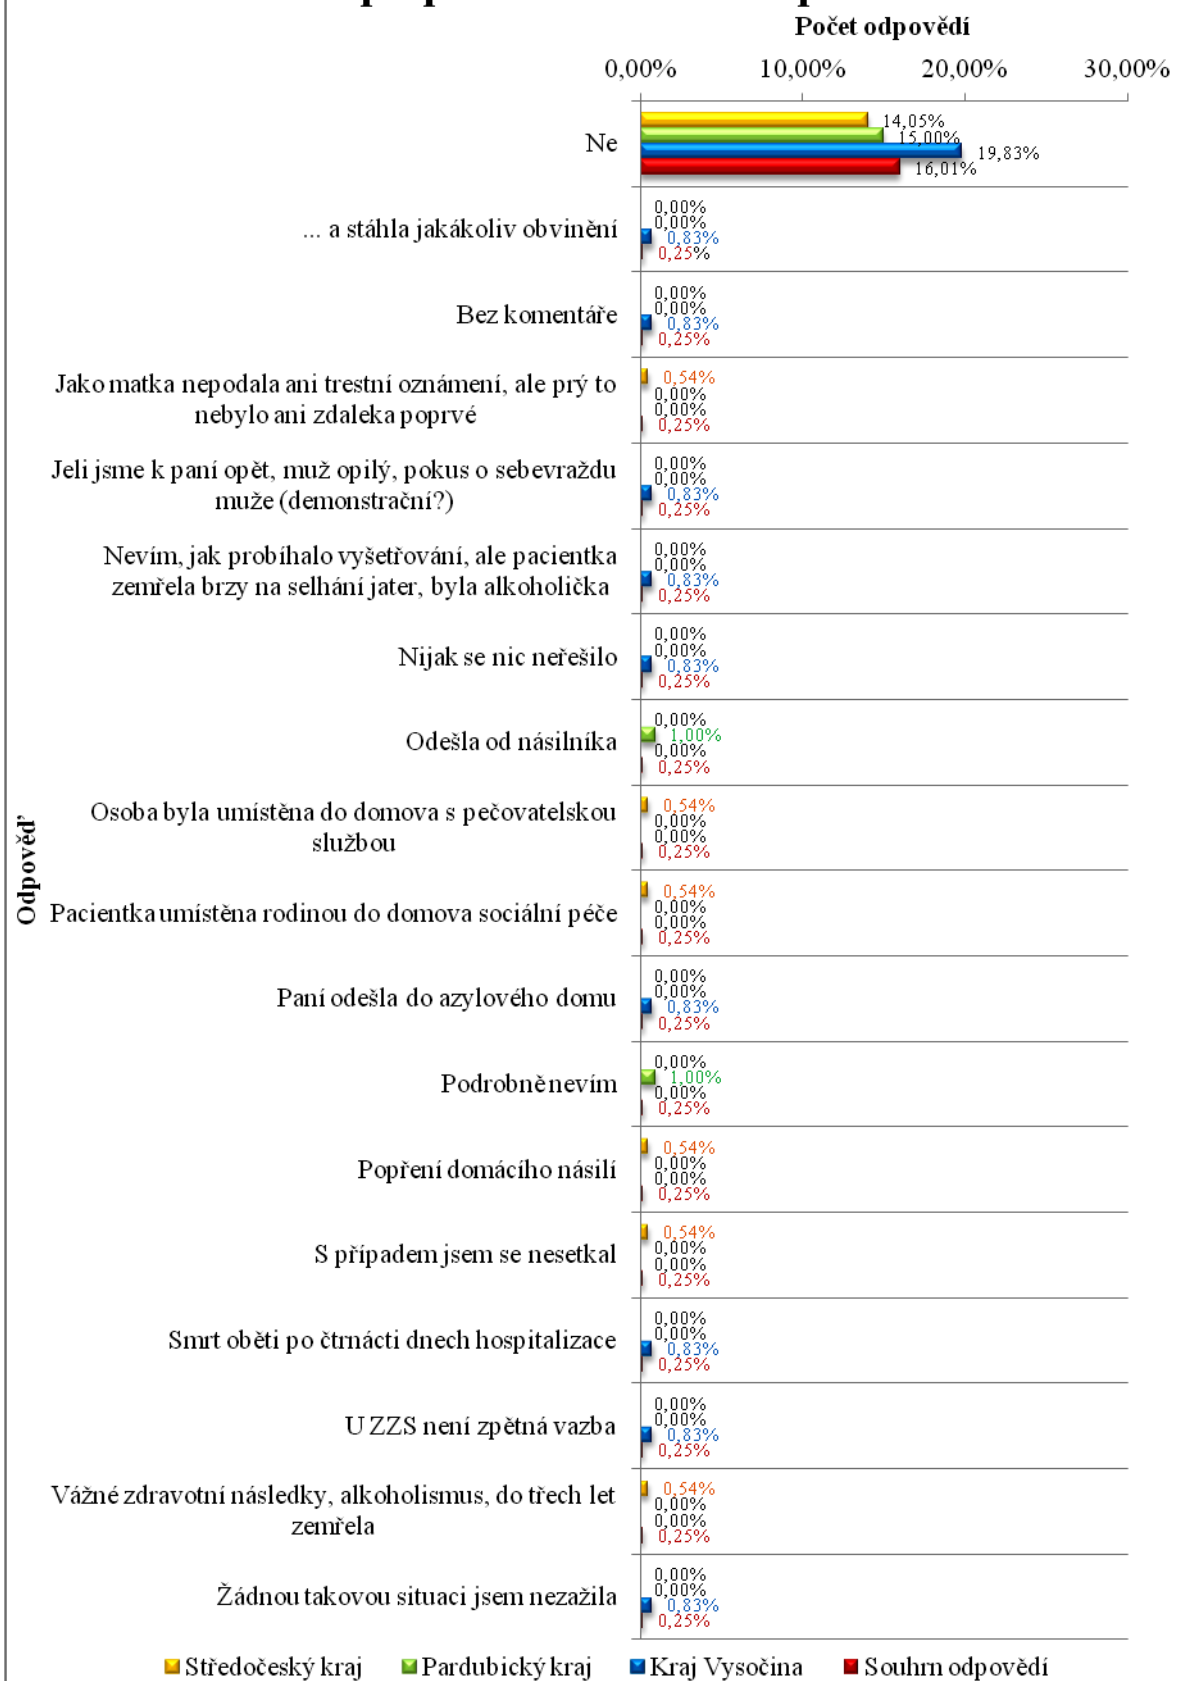 Počet odpovědí
0,00% 10,00% 20,00% 30,00%
Ne
14,05%
15,00%
19,83%
16,01%
... a stáhla jakákoliv obvinění
0,00%
0,00%
0,83%
0,25%
Bez komentáře
0,00%
0,00%
0,83%
0,25%
Jako matka nepodala ani trestní oznámení, ale prý to
nebylo ani zdaleka poprvé
0,54%
0,00%
0,00%
0,25%
Jeli jsme k paní opět, muž opilý, pokus o sebevraždu
muže (demonstrační?)
0,00%
0,00%
0,83%
0,25%
Nevím, jak probíhalo vyšetřování, ale pacientka
zemřela brzy na selhání jater, byla alkoholička
0,00%
0,00%
0,83%
0,25%
Nijak se nic neřešilo
0,00%
0,00%
0,83%
0,25%
Odešla od násilníka
0,00%
1,00%
0,00%
0,25%
Osoba byla umístěna do domova s pečovatelskou
službou
0,54%
0,00%
0,00%
0,25%
Odpověď
Pacientka umístěna rodinou do domova sociální péče
0,54%
0,00%
0,00%
0,25%
Paní odešla do azylového domu
0,00%
0,00%
0,83%
0,25%
Podrobně nevím
0,00%
1,00%
0,00%
0,25%
Popření domácího násilí
0,54%
0,00%
0,00%
0,25%
S případem jsem se nesetkal
0,54%
0,00%
0,00%
0,25%
Smrt oběti po čtrnácti dnech hospitalizace
0,00%
0,00%
0,83%
0,25%
U ZZS není zpětná vazba
0,00%
0,00%
0,83%
0,25%
Vážné zdravotní následky, alkoholismus, do třech let
zemřela
0,54%
0,00%
0,00%
0,25%
Žádnou takovou situaci jsem nezažila
0,00%
0,00%
0,83%
0,25%
Středočeský kraj Pardubický kraj Kraj Vysočina Souhrn odpovědí